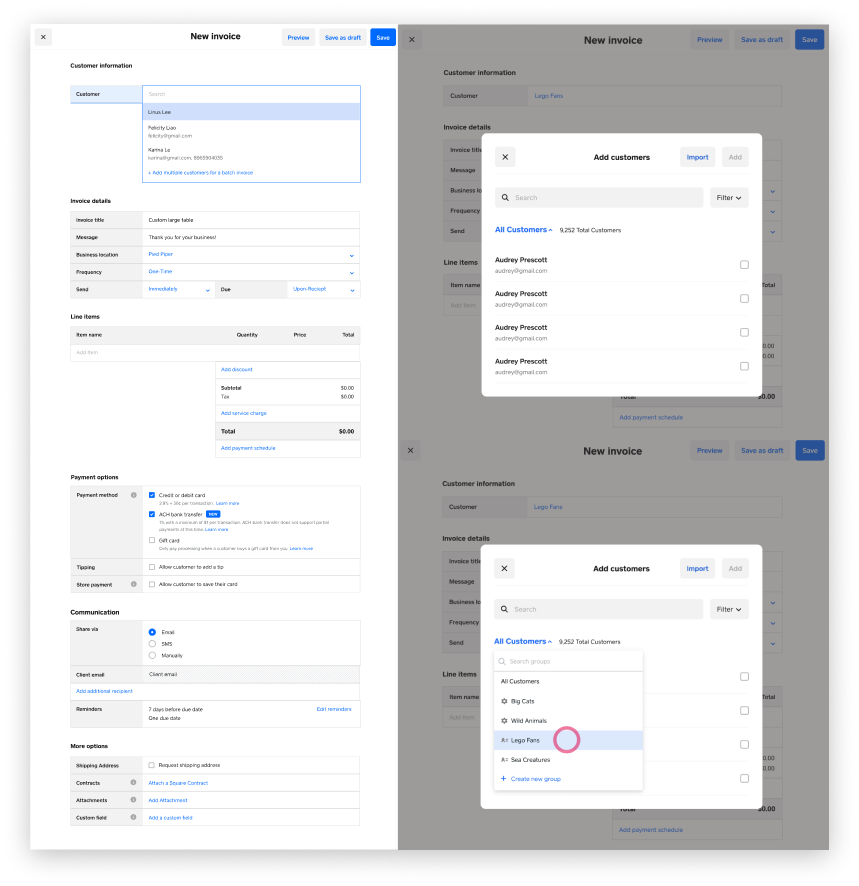 New invoice
Preview
Save as draft
Save
Customer information
Customer
Search
Linus Lee
Felicity Liao
felicity@gmail.com
Karina Le
karina@gmail.com, 8969904035
+ Add multiple customers for a batch invoice
Invoice details
Invoice title
Custom large table
Message
Thank you for your business!
Business location
Pied Piper
Frequency
One-Time
Send
Immediately
Due
Upon-Reciept
Line items
Item name
Quantity
Price
Total
Add Item
Add discount
Subtotal
$0.00
Tax
$0.00
Add service charge
Total
$0.00
Add payment schedule
Payment options
Payment method
Credit or debit card
2.9% + 30¢ per transaction. Learn more
ACH bank transfer NEW
1% with a minimum of $1 per transaction. ACH bank transfer does not support partial
payments at this time. Learn more
Gift card
Only pay processing when a customer buys a gift card from you. Learn more
Tipping
Allow customer to add a tip
Store payment
Allow customer to save their card
Communication
Share via
Email
SMS
Manually
Client email
Client email
Add additional recipient
Reminders
7 days before due date
Edit reminders
One due date
More options
Shipping Address
Request shipping address
Contracts
Attach a Square Contract
Attachments
Add Attachment
Custom field
Add a custom field
New invoice
Preview
Save as draft
Save
Customer information
Customer
Lego Fans
Invoice details
Invoice title
Message
Business lo
Frequency
Send
Line items
Item name
Total
Add Item
0.00
0.00
Total
$0.00
Add payment schedule
Add customers
Import
Add
Search
Filter
All Customers
9,252 Total Customers
Audrey Prescott
audrey@gmail.com
Audrey Prescott
audrey@gmail.com
Audrey Prescott
audrey@gmail.com
Audrey Prescott
audrey@gmail.com
New invoice
Preview
Save as draft
Save
Customer information
Customer
Lego Fans
Invoice details
Invoice title
Message
Business lo
Frequency
Send
Line items
Item name
Total
Add Item
0.00
0.00
Total
$0.00
Add payment schedule
Add customers
Import
Add
Search
Filter
All Customers
9,252 Total Customers
Search groups
All Customers
Big Cats
Wild Animals
Lego Fans
Sea Creatures
+ Create new group